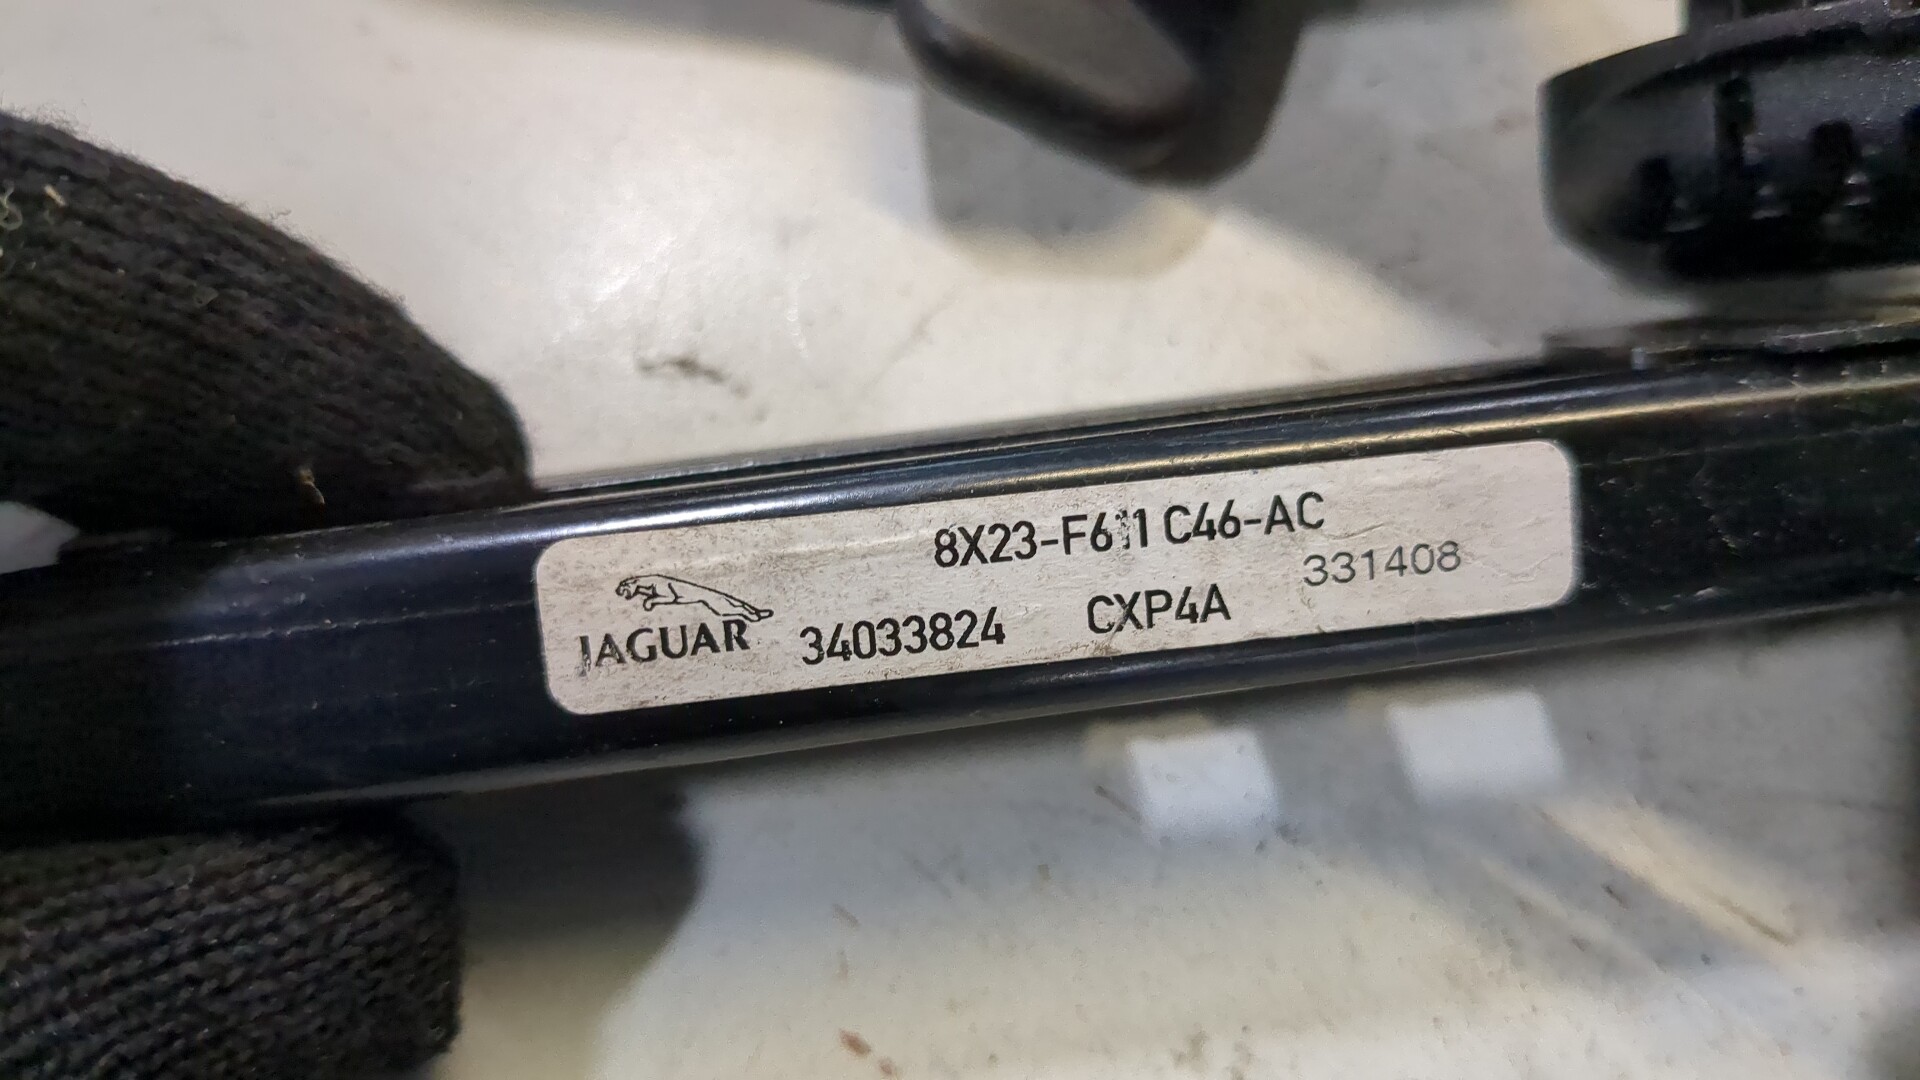 8X23-F611C46-AC
JAGUAR 34033824 CXP4A 331408